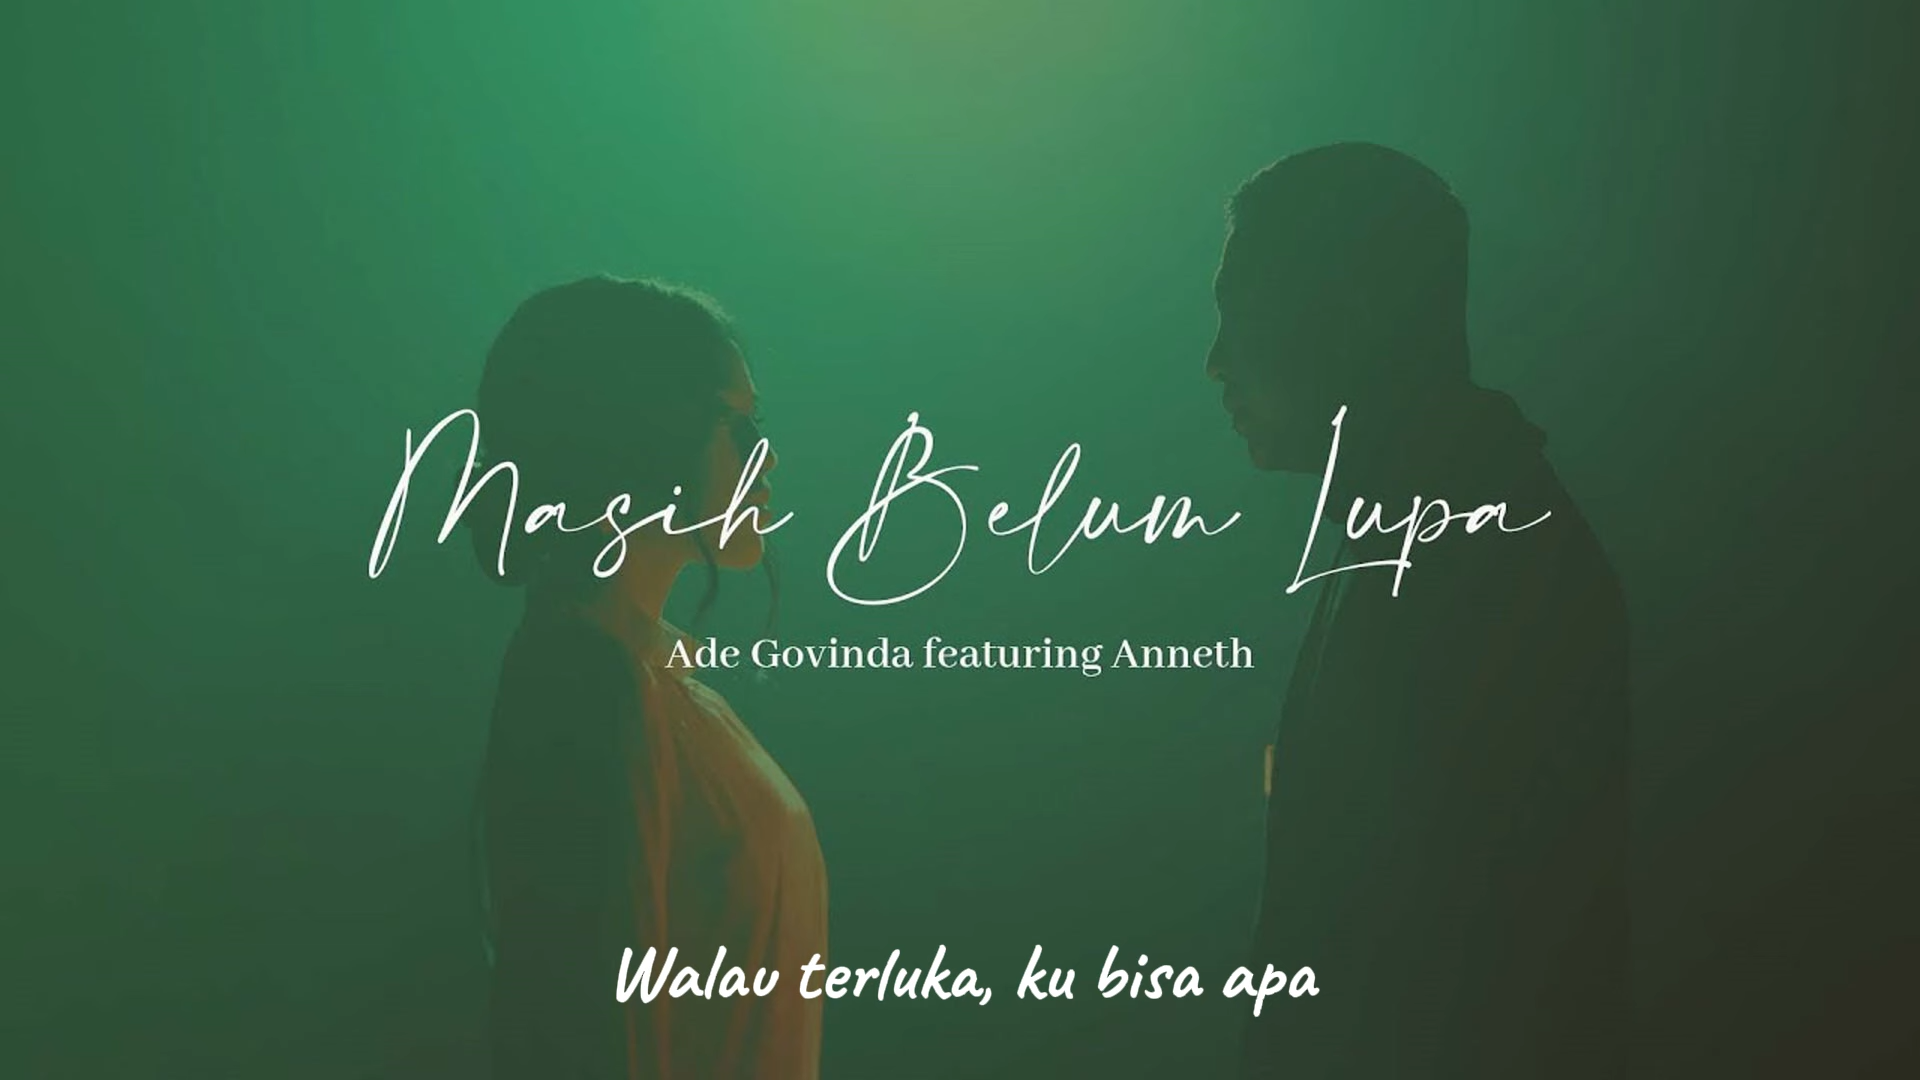 Masih Belum Lupa
Ade Govinda featuring Anneth
Walau terluka, ku bisa apa